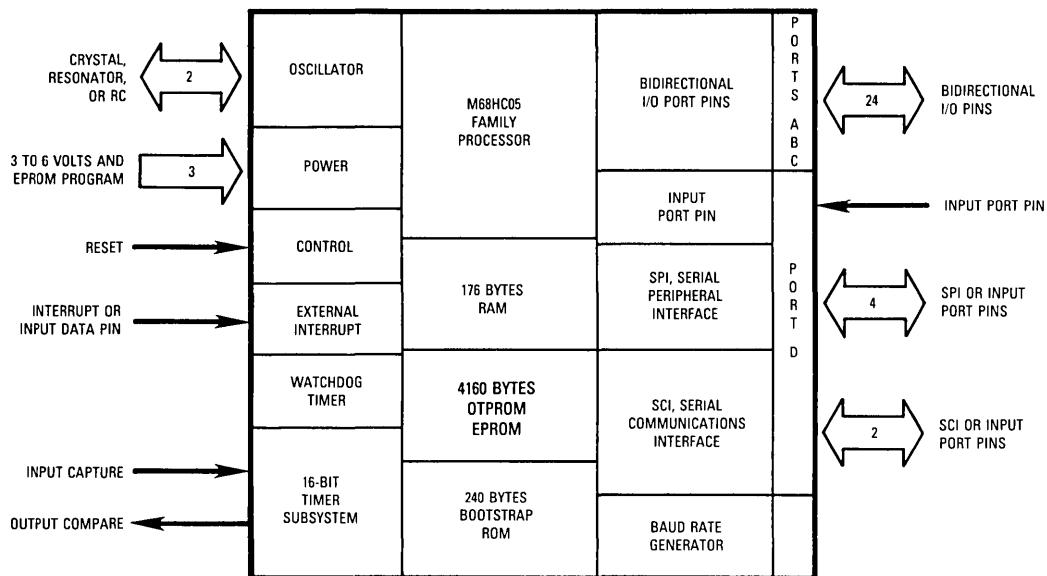 CRYSTAL,
RESONATOR,
OR RC
2
3 TO 6 VOLTS AND
EPROM PROGRAM
3
RESET
INTERRUPT OR
INPUT DATA PIN
INPUT CAPTURE
OUTPUT COMPARE
OSCILLATOR
POWER
CONTROL
EXTERNAL
INTERRUPT
WATCHDOG
TIMER
16-BIT
TIMER
SUBSYSTEM
M68HC05
FAMILY
PROCESSOR
176 BYTES
RAM
4160 BYTES
OTPROM
EPROM
240 BYTES
BOOTSTRAP
ROM
BIDIRECTIONAL
I/O PORT PINS
INPUT
PORT PIN
SPI, SERIAL
PERIPHERAL
INTERFACE
SCI, SERIAL
COMMUNICATIONS
INTERFACE
BAUD RATE
GENERATOR
PORTS ABC
PORT D
24
BIDIRECTIONAL
I/O PINS
INPUT PORT PIN
4
SPI OR INPUT
PORT PINS
2
SCI OR INPUT
PORT PINS